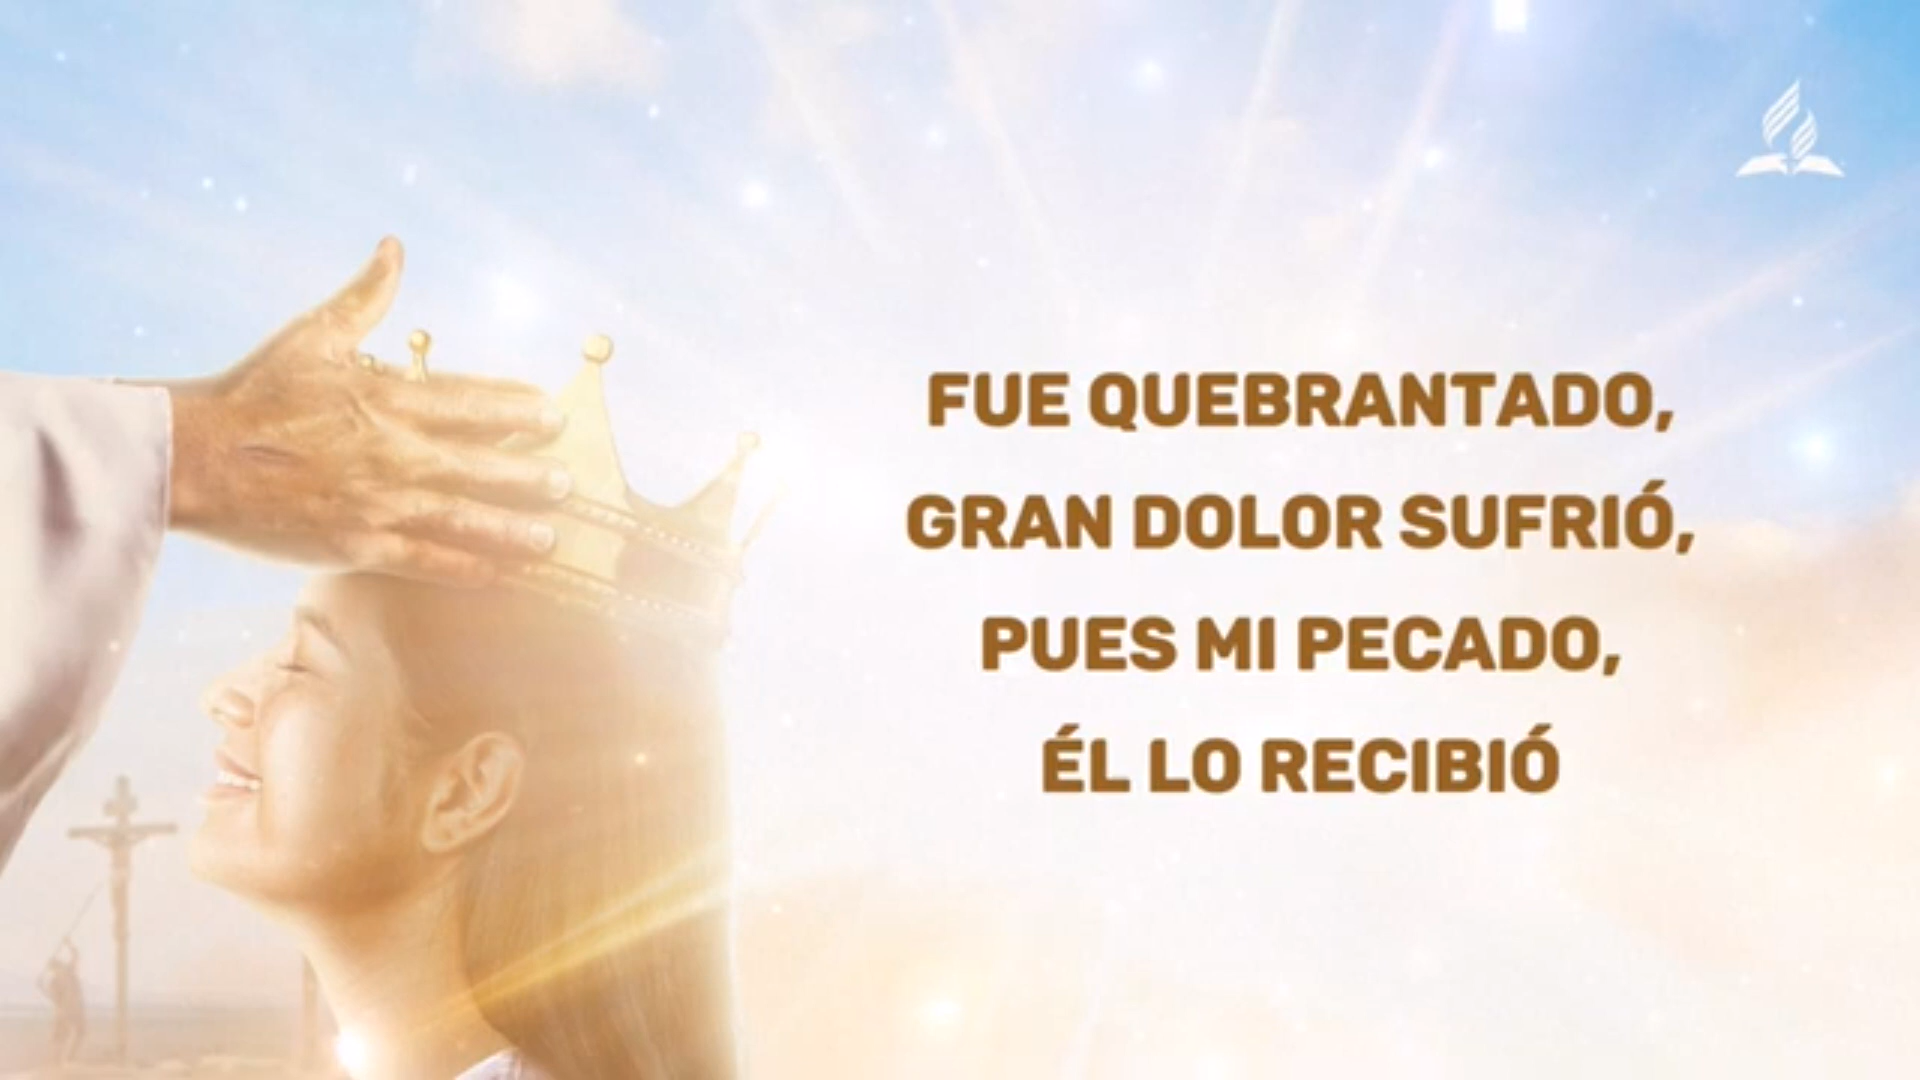 FUE QUEBRANTADO,
GRAN DOLOR SUFRIÓ,
PUES MI PECADO,
ÉL LO RECIBIÓ